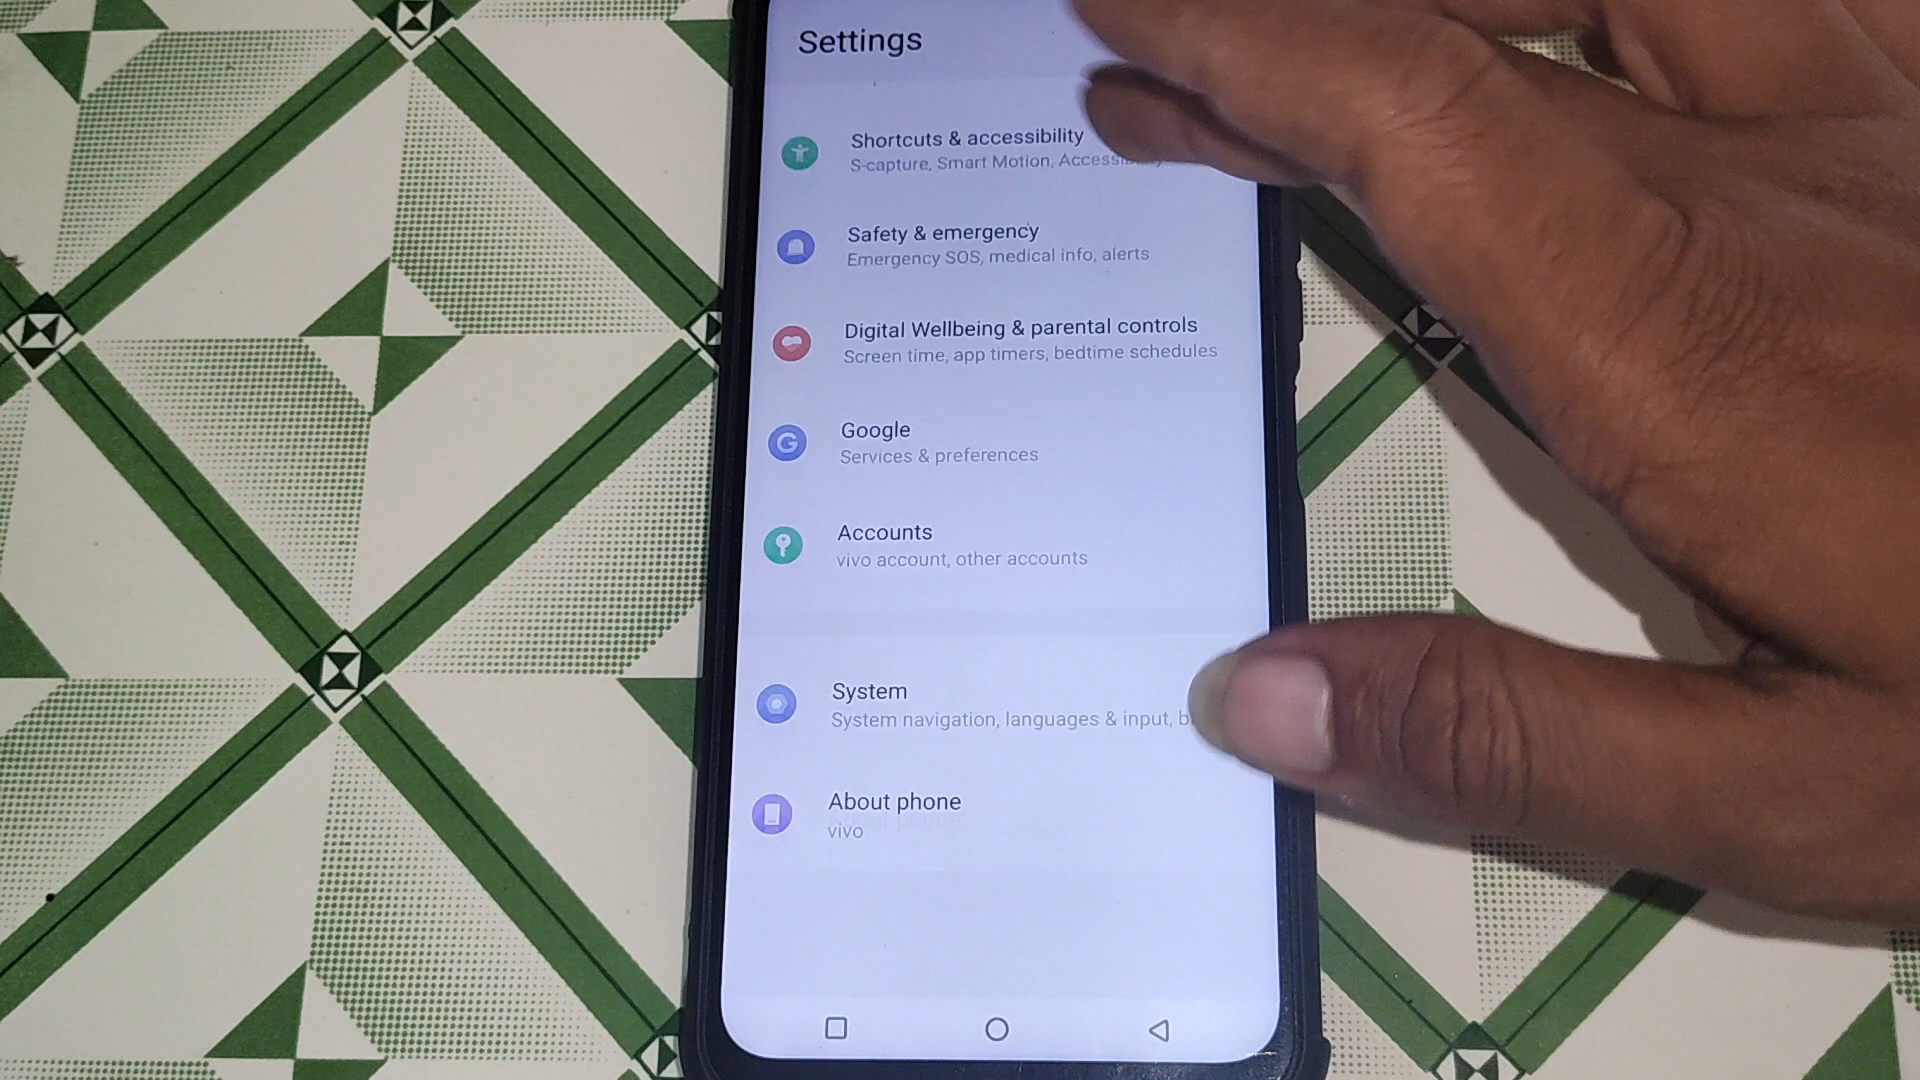 Settings
Shortcuts & accessibility
S-capture, Smart Motion,
Safety & emergency
Emergency SOS, medical info, alerts
Digital Wellbeing & parental controls
Screen time, app timers, bedtime schedules
Google
Services & preferences
Accounts
vivo account, other accounts
System
System navigation, languages & input,
About phone
vivo